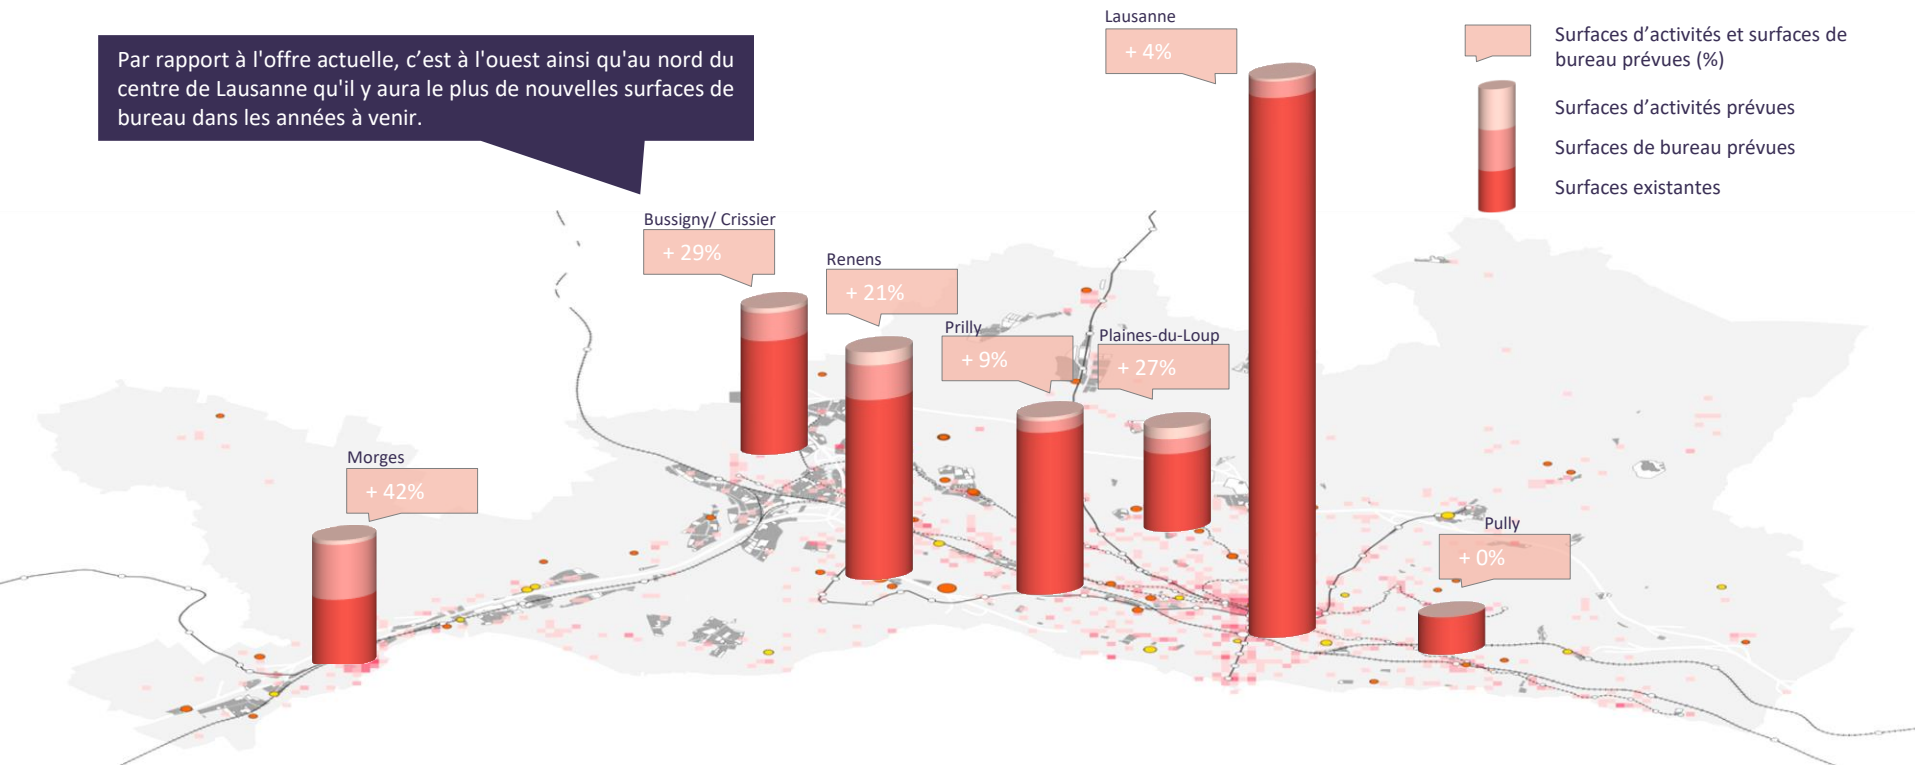 Par rapport à l'offre actuelle, c’est à l'ouest ainsi qu'au nord du
centre de Lausanne qu'il y aura le plus de nouvelles surfaces de
bureau dans les années à venir.
Lausanne
+ 4%
Surfaces d’activités et surfaces de
bureau prévues (%)
Surfaces d’activités prévues
Surfaces de bureau prévues
Surfaces existantes
Bussigny/ Crissier
+ 29%
Renens
+ 21%
Prilly
+ 9%
Plaines-du-Loup
+ 27%
Morges
+ 42%
Pully
+ 0%